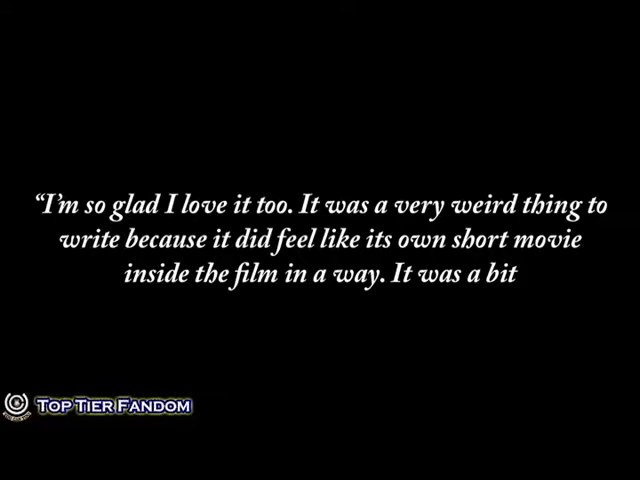 “I’m so glad I love it too. It was a very weird thing to
write because it did feel like its own short movie
inside the film in a way. It was a bit
Top Tier Fandom